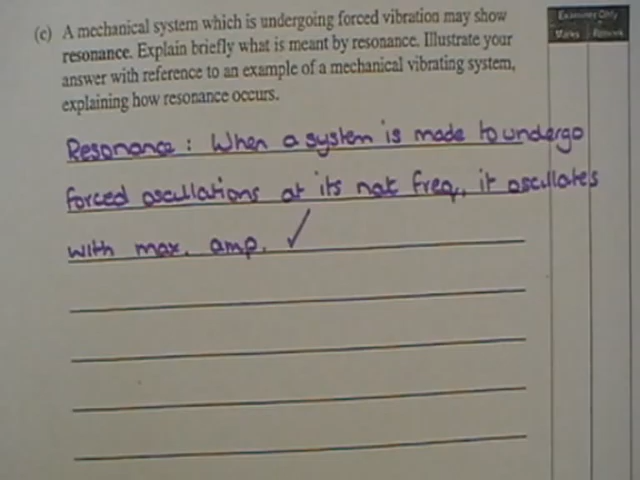 (c) A mechanical system which is undergoing forced vibration may show
resonance. Explain briefly what is meant by resonance. Illustrate your
answer with reference to an example of a mechanical vibrating system,
explaining how resonance occurs.
Examiner Only
Marks Remark
Resonance : When a system is made to undergo
forced oscillations at its nat freq., it oscillates
with max. amp. ✓